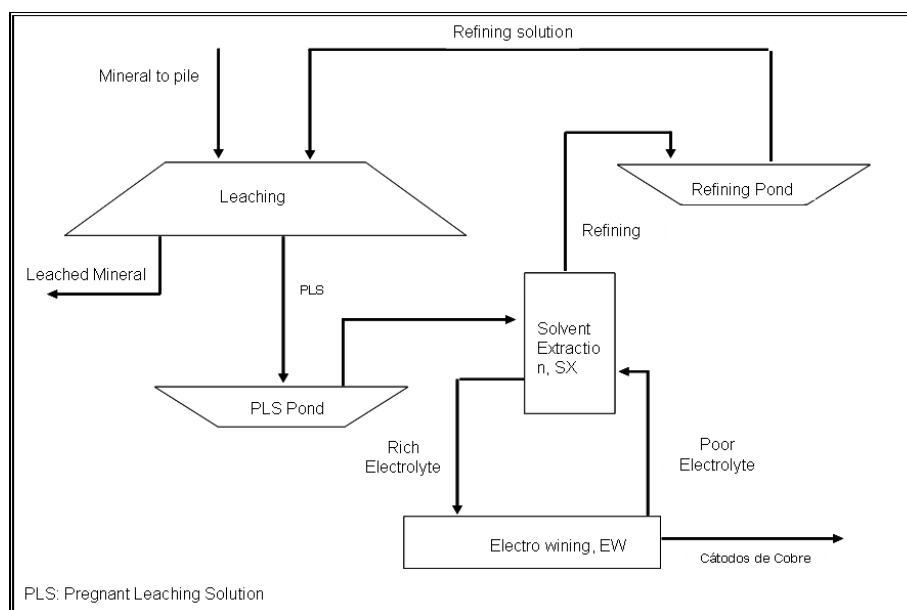 Refining solution
Mineral to pile
Leaching
Refining Pond
Refining
Leached Mineral
PLS
Solvent
Extractio
n, SX
PLS Pond
Rich
Electrolyte
Poor
Electrolyte
Electro wining, EW
Cátodos de Cobre
PLS: Pregnant Leaching Solution